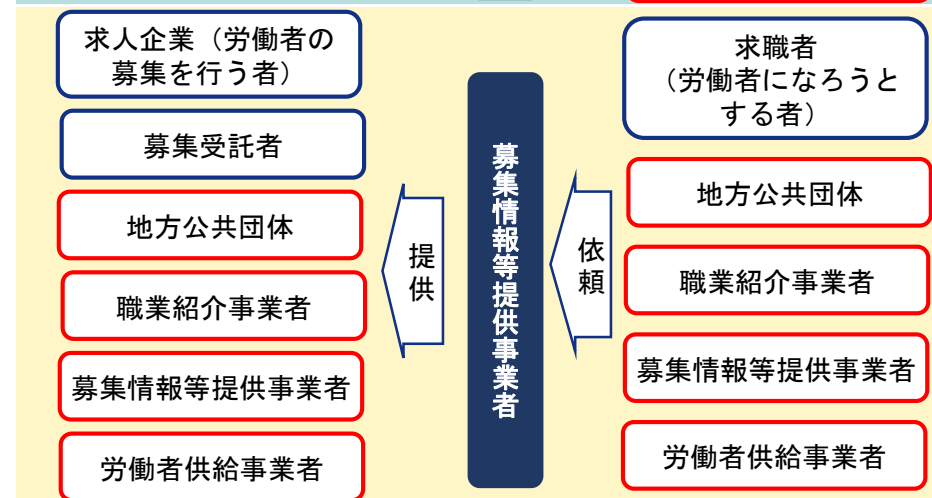 求人企業（労働者の
募集を行う者）
募集受託者
地方公共団体
職業紹介事業者
募集情報等提供事業者
労働者供給事業者
提供
募集情報等提供事業者
依頼
求職者
（労働者になろうと
する者）
地方公共団体
職業紹介事業者
募集情報等提供事業者
労働者供給事業者